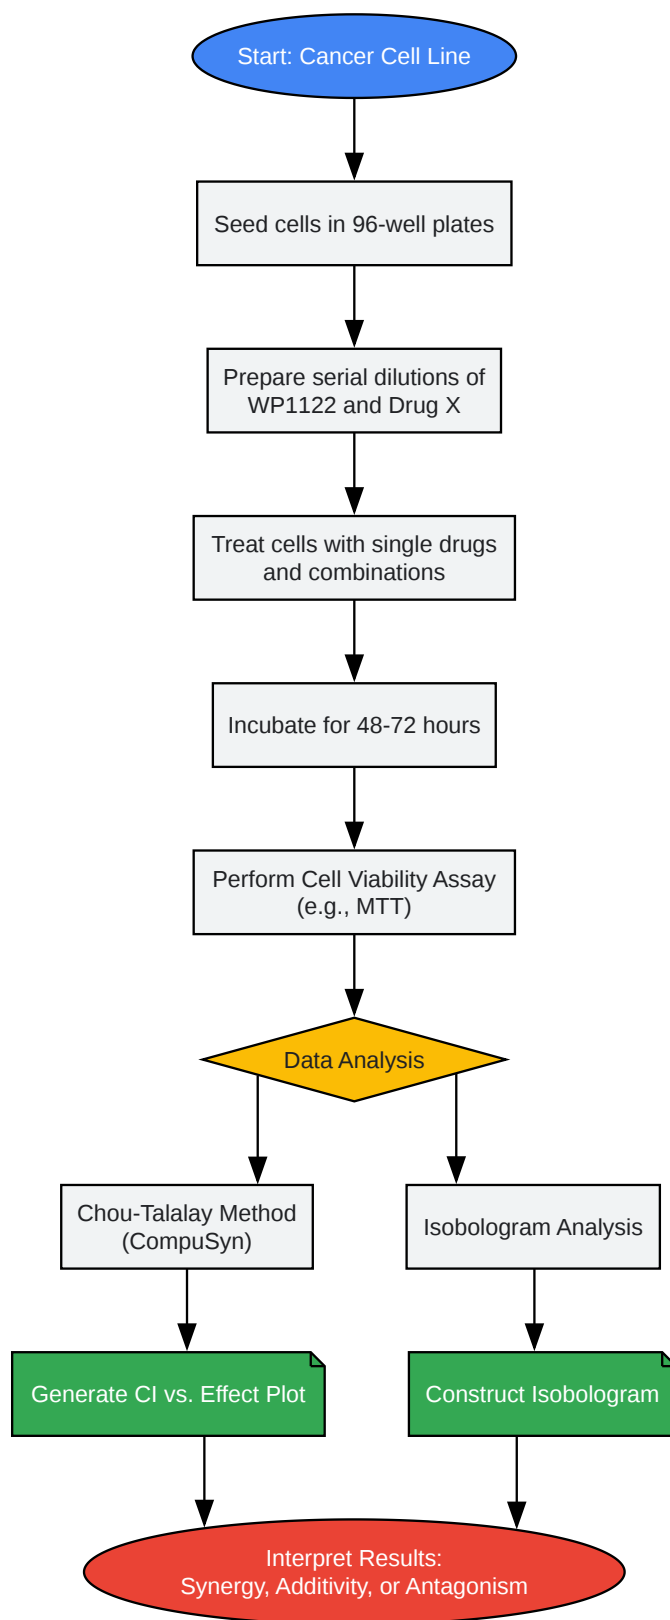 Start: Cancer Cell Line
Seed cells in 96-well plates
Prepare serial dilutions of
WP1122 and Drug X
Treat cells with single drugs
and combinations
Incubate for 48-72 hours
Perform Cell Viability Assay
(e.g., MTT)
Data Analysis
Chou-Talalay Method
(CompuSyn)
Isobologram Analysis
Generate CI vs. Effect Plot
Construct Isobologram
Interpret Results:
Synergy, Additivity, or Antagonism